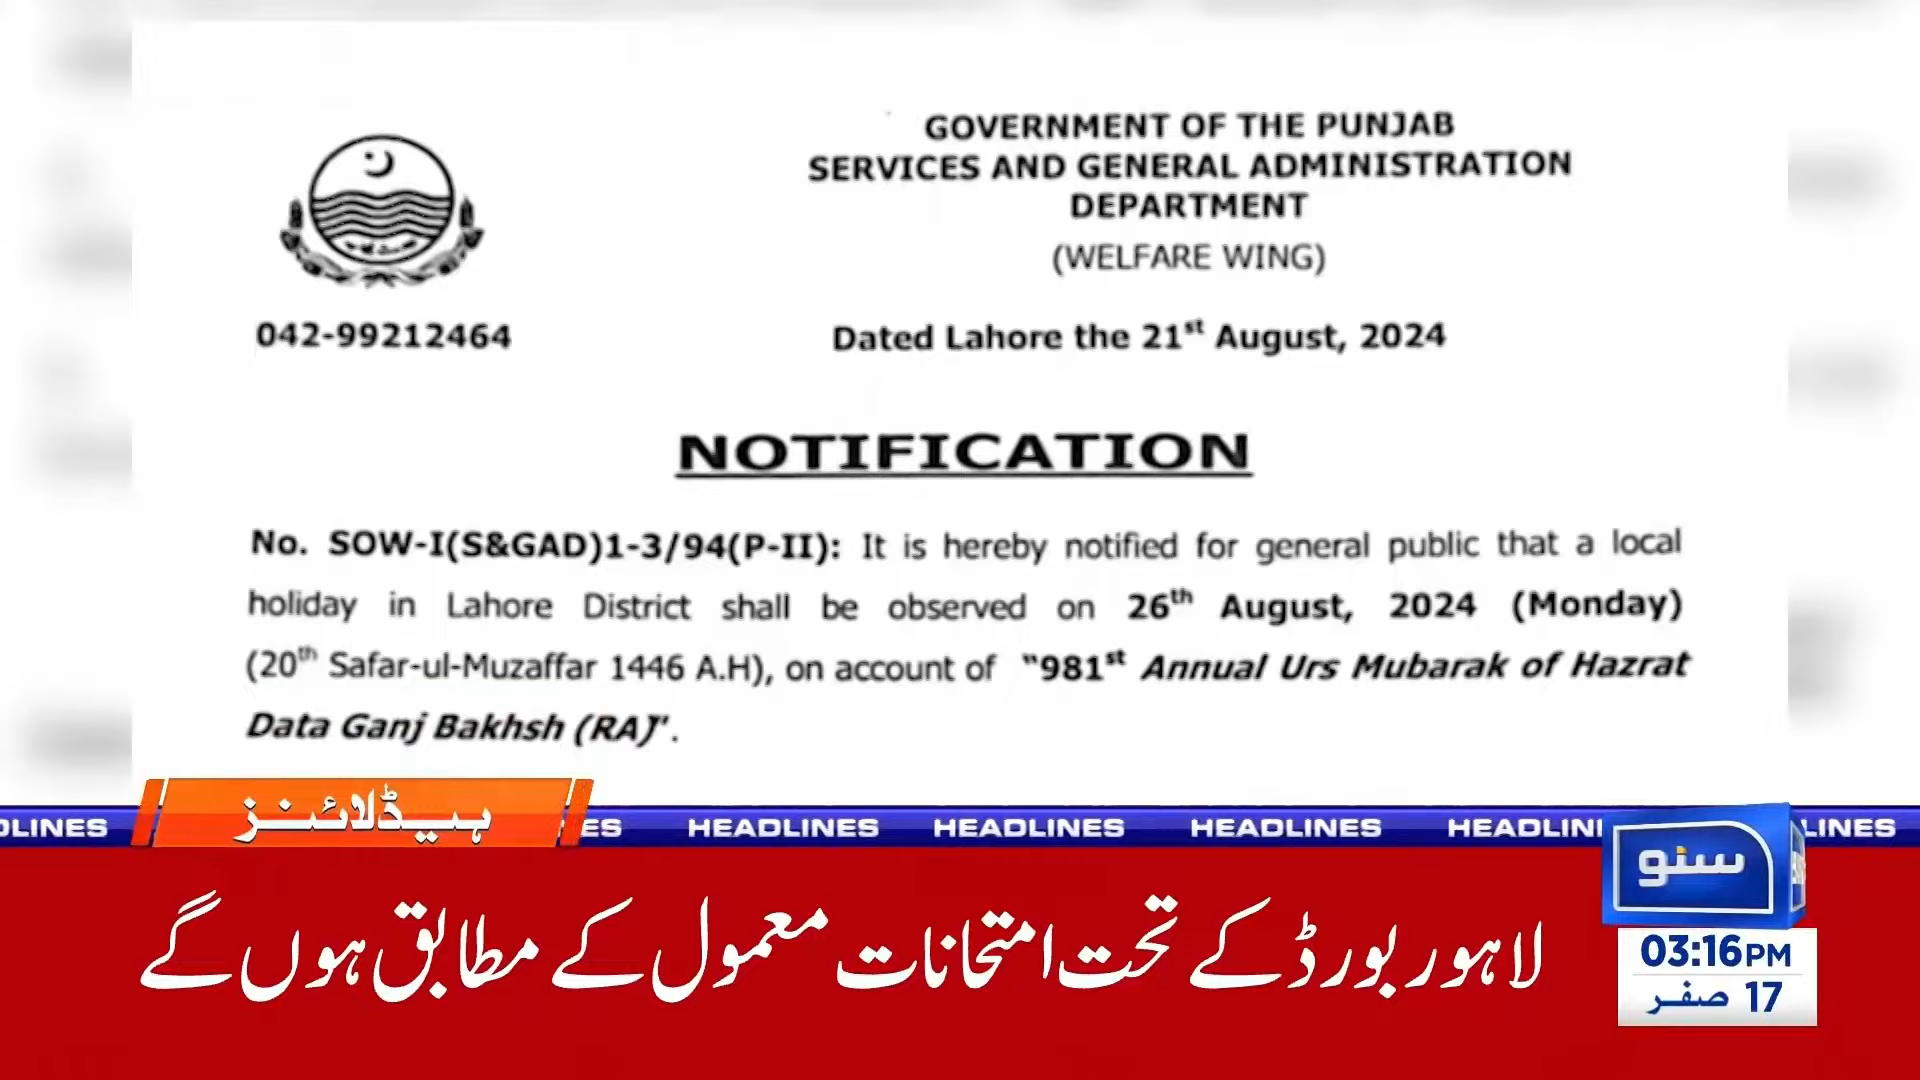 GOVERNMENT OF THE PUNJAB
SERVICES AND GENERAL ADMINISTRATION
DEPARTMENT
(WELFARE WING)
042-99212464
Dated Lahore the 21st August, 2024
NOTIFICATION
No. SOW-I(S&GAD)1-3/94(P-II): It is hereby notified for general public that a local
holiday in Lahore District shall be observed on 26th August, 2024 (Monday)
(20th Safar-ul-Muzaffar 1446 A.H), on account of "981st Annual Urs Mubarak of Hazrat
Data Ganj Bakhsh (RA)".
ہیڈلائنز
DLINES ES HEADLINES HEADLINES HEADLINES HEADLIN LINES
سنو
لاہور بورڈ کے تحت امتحانات معمول کے مطابق ہوں گے
03:16PM
17 صفر